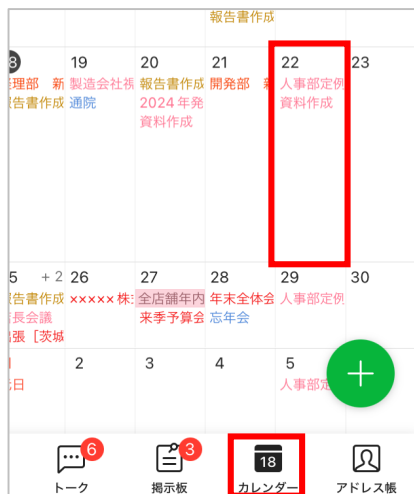 報告書作成
19 20 21 22 23
理部 新 製造会社視 報告書作成 開発部 人事部定例
告書作成 通院 2024年発 資料作成
資料作成
5 +2 26 27 28 29 30
告書作成 ×××××株: 全店舗年内 年末全体会 人事部定例
長会議 来季予算会 忘年会
張［茨城
2 3 4 5
日 人事部定
6 3 18
トーク 掲示板 カレンダー アドレス帳